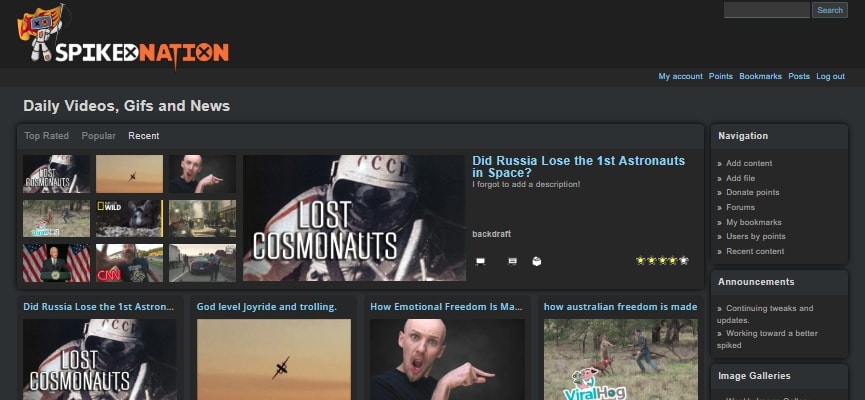 Search
SPIKEDNATION
My account Points Bookmarks Posts Log out
Daily Videos, Gifs and News
Top Rated Popular Recent
Navigation
LOST
COSMONAUTS
NATIONAL GEOGRAPHIC
WILD
ViralHog
CNN
CCCP
LOST
COSMONAUTS
Did Russia Lose the 1st Astronauts
in Space?
I forgot to add a description!
backdraft
» Add content
» Add file
» Donate points
» Forums
» My bookmarks
» Users by points
» Recent content
Announcements
» Continuing tweaks and
updates.
» Working toward a better
spiked
Image Galleries
Did Russia Lose the 1st Astron...
God level Joyride and trolling.
How Emotional Freedom Is Ma...
how australian freedom is made
LOST
COSMONAUTS
ViralHog